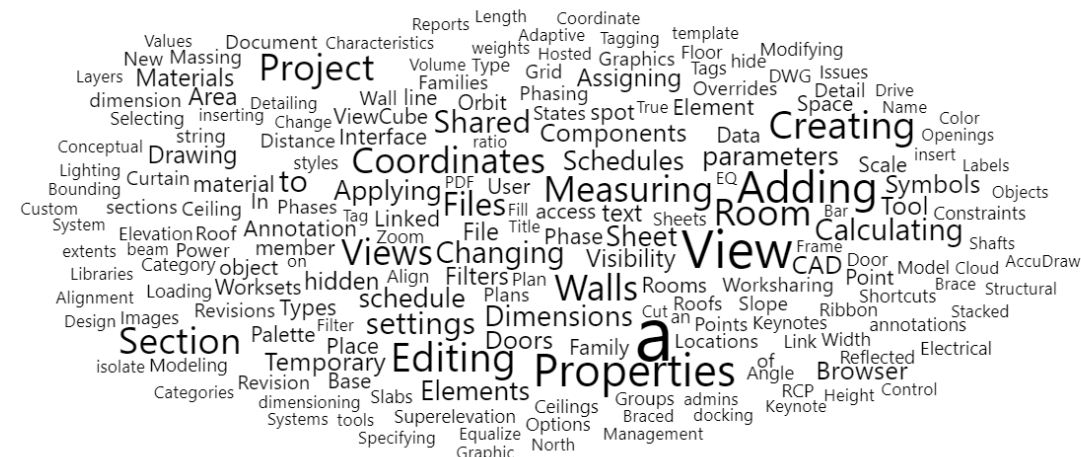 Reports Length Coordinate
Values Document Characteristics weights Adaptive Tagging template
New Massing Project Volume Type Hosted Graphics Floor hide Modifying
Layers Materials Families Grid Assigning Tags DWG Issues
dimension Area Detailing Wall line Orbit Phasing Overrides Detail Drive
Selecting inserting Change ViewCube Shared States spot True Element Space Name Color
string Distance Interface ratio Components Data Creating Openings
Conceptual Drawing styles Coordinates Schedules parameters Scale insert Labels
Lighting Bounding Curtain material to Applying PDF User Measuring EQ Adding Symbols Objects
Custom sections Ceiling In Phases Tag Linked Files Fill access text Sheets Room Bar Tool Constraints
System Elevation Roof Annotation Zoom File Title Phase Sheet View Calculating
extents beam Power member Views Changing Visibility Frame CAD Door Shafts
Libraries Category object on hidden Align Filters Plan Walls Rooms Worksharing Point Model Cloud AccuDraw
Alignment Loading Worksets schedule Plans Roofs Slope Shortcuts Brace Structural
Design Images Revisions Types settings Dimensions Cut an Points Keynotes Ribbon annotations Stacked
Section Palette Filter Place Doors Family a Locations Link Width Electrical
isolate Modeling Temporary Editing Properties of Angle Browser Reflected
Categories Revision Base Elements Groups admins RCP Height Control
dimensioning Slabs Superelevation Ceilings Braced docking Keynote
Systems tools Options
Specifying Equalize North Management
Graphic